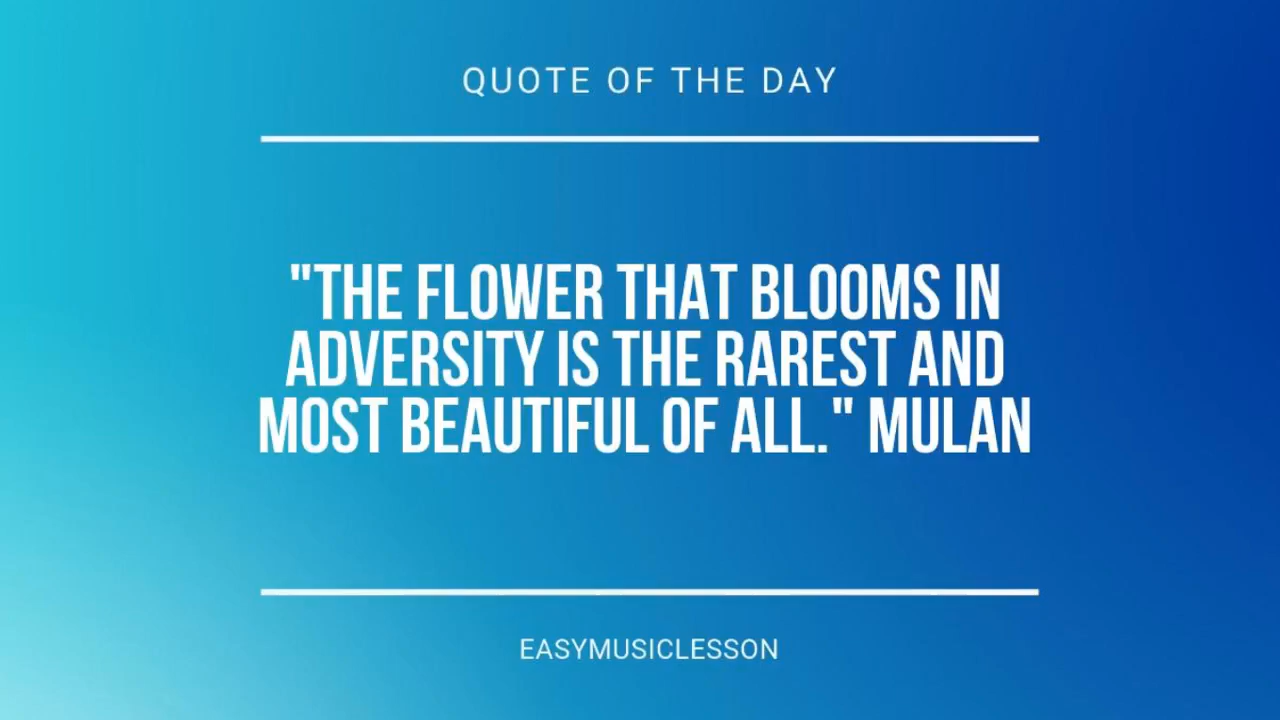 QUOTE OF THE DAY
"THE FLOWER THAT BLOOMS IN
ADVERSITY IS THE RAREST AND
MOST BEAUTIFUL OF ALL." MULAN
EASYMUSICLESSON